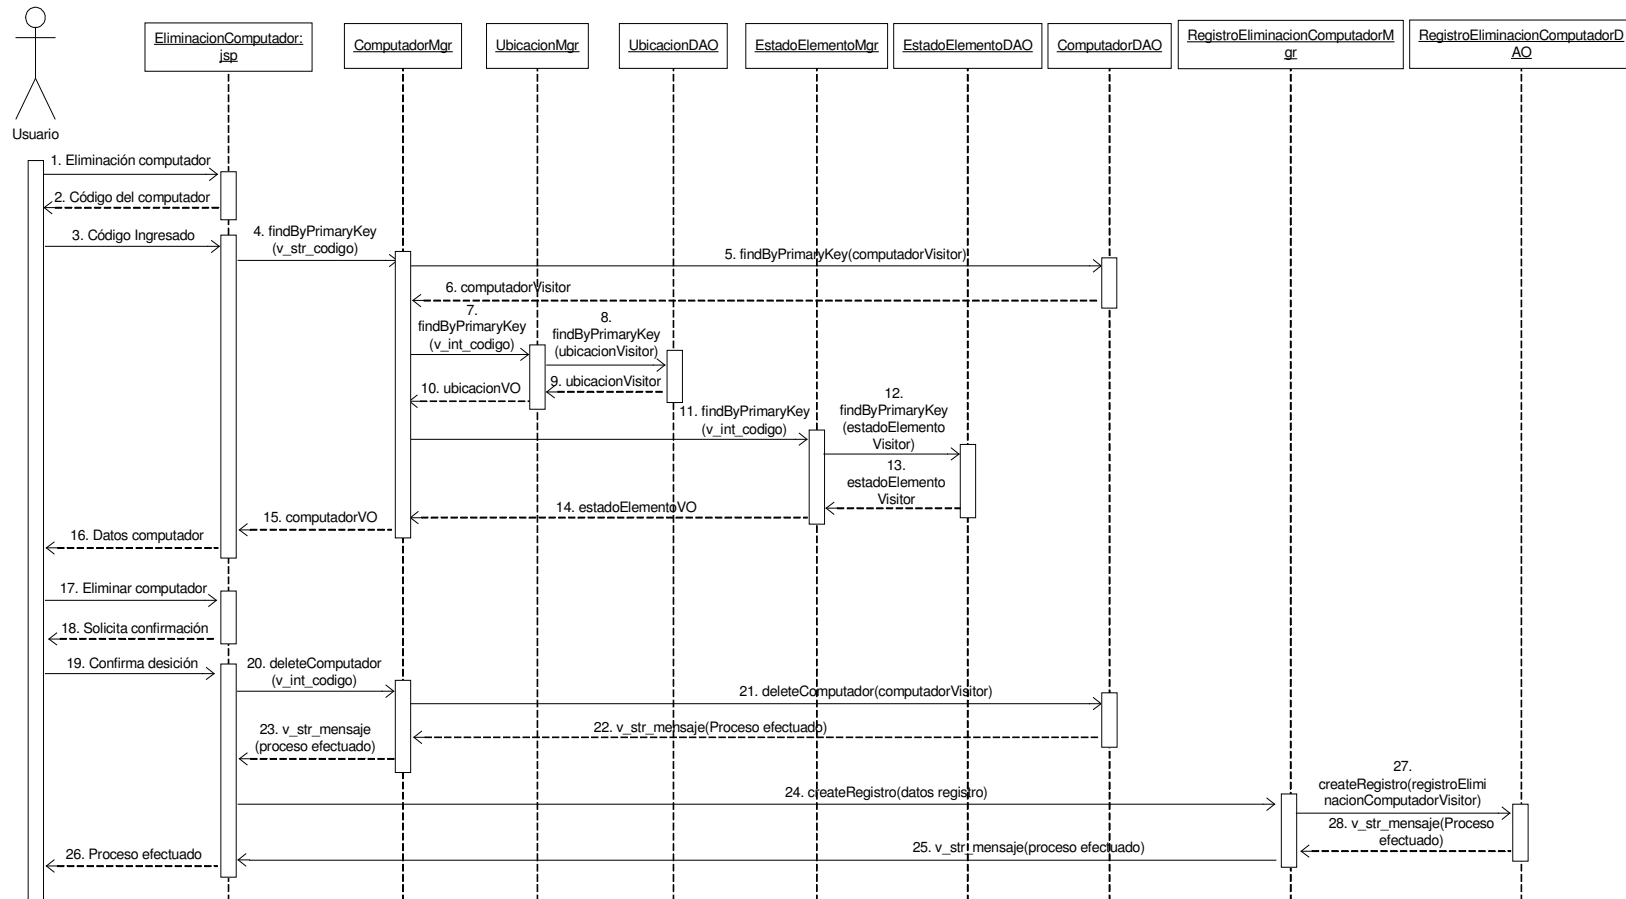 EliminacionComputador:
jsp
ComputadorMgr
UbicacionMgr
UbicacionDAO
EstadoElementoMgr
EstadoElementoDAO
ComputadorDAO
RegistroEliminacionComputadorM
gr
RegistroEliminacionComputadorD
AO
Usuario
1. Eliminación computador
2. Código del computador
3. Código Ingresado
4. findByPrimaryKey
(v_str_codigo)
5. findByPrimaryKey(computadorVisitor)
6. computadorVisitor
7.
findByPrimaryKey
(v_int_codigo)
8.
findByPrimaryKey
(ubicacionVisitor)
9. ubicacionVisitor
10. ubicacionVO
11. findByPrimaryKey
(v_int_codigo)
12.
findByPrimaryKey
(estadoElemento
Visitor)
13.
estadoElemento
Visitor
14. estadoElementoVO
15. computadorVO
16. Datos computador
17. Eliminar computador
18. Solicita confirmación
19. Confirma desición
20. deleteComputador
(v_int_codigo)
21. deleteComputador(computadorVisitor)
22. v_str_mensaje(Proceso efectuado)
23. v_str_mensaje
(proceso efectuado)
24. createRegistro(datos registro)
27.
createRegistro(registroElimi
nacionComputadorVisitor)
28. v_str_mensaje(Proceso
efectuado)
25. v_str_mensaje(proceso efectuado)
26. Proceso efectuado